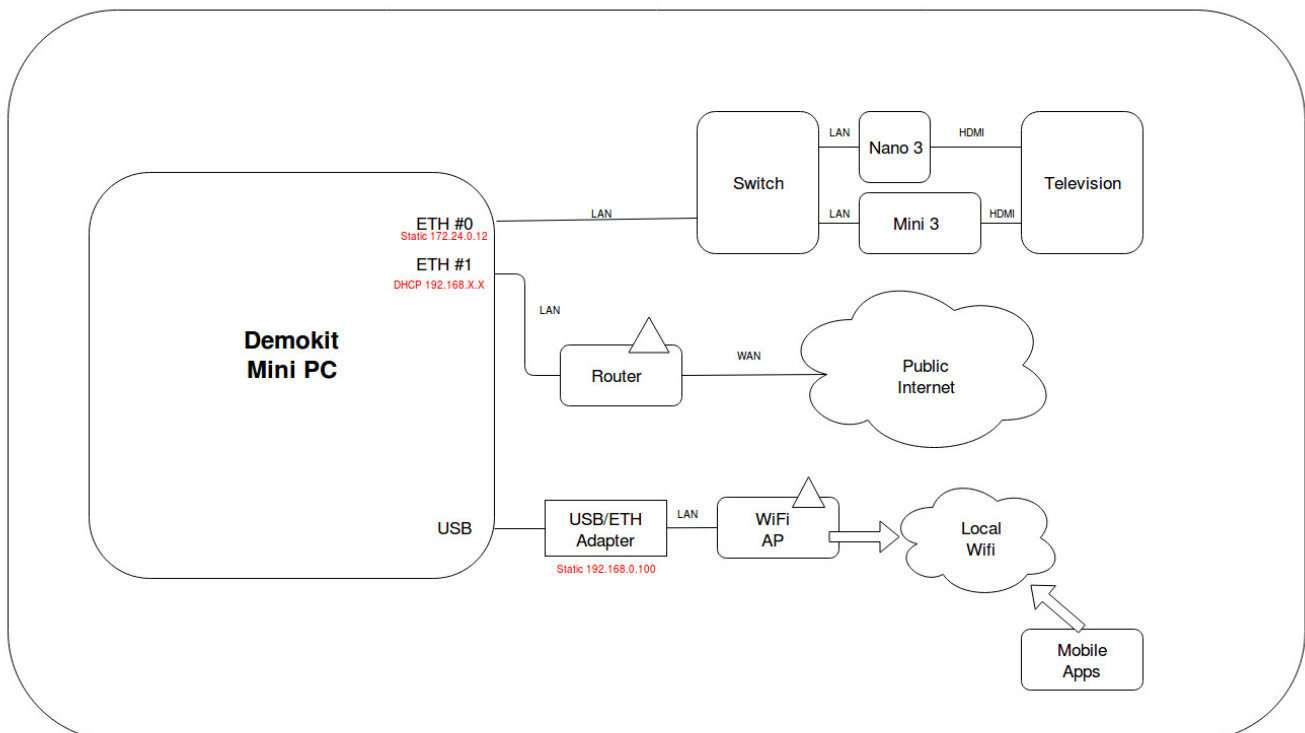 LAN
Nano 3
HDMI
Switch
Television
LAN
Mini 3
HDMI
ETH #0
Static 172.24.0.12
LAN
ETH #1
DHCP 192.168.X.X
LAN
Demokit
Mini PC
Router
WAN
Public
Internet
USB
USB/ETH
Adapter
Static 192.168.0.100
LAN
WiFi
AP
Local
Wifi
Mobile
Apps